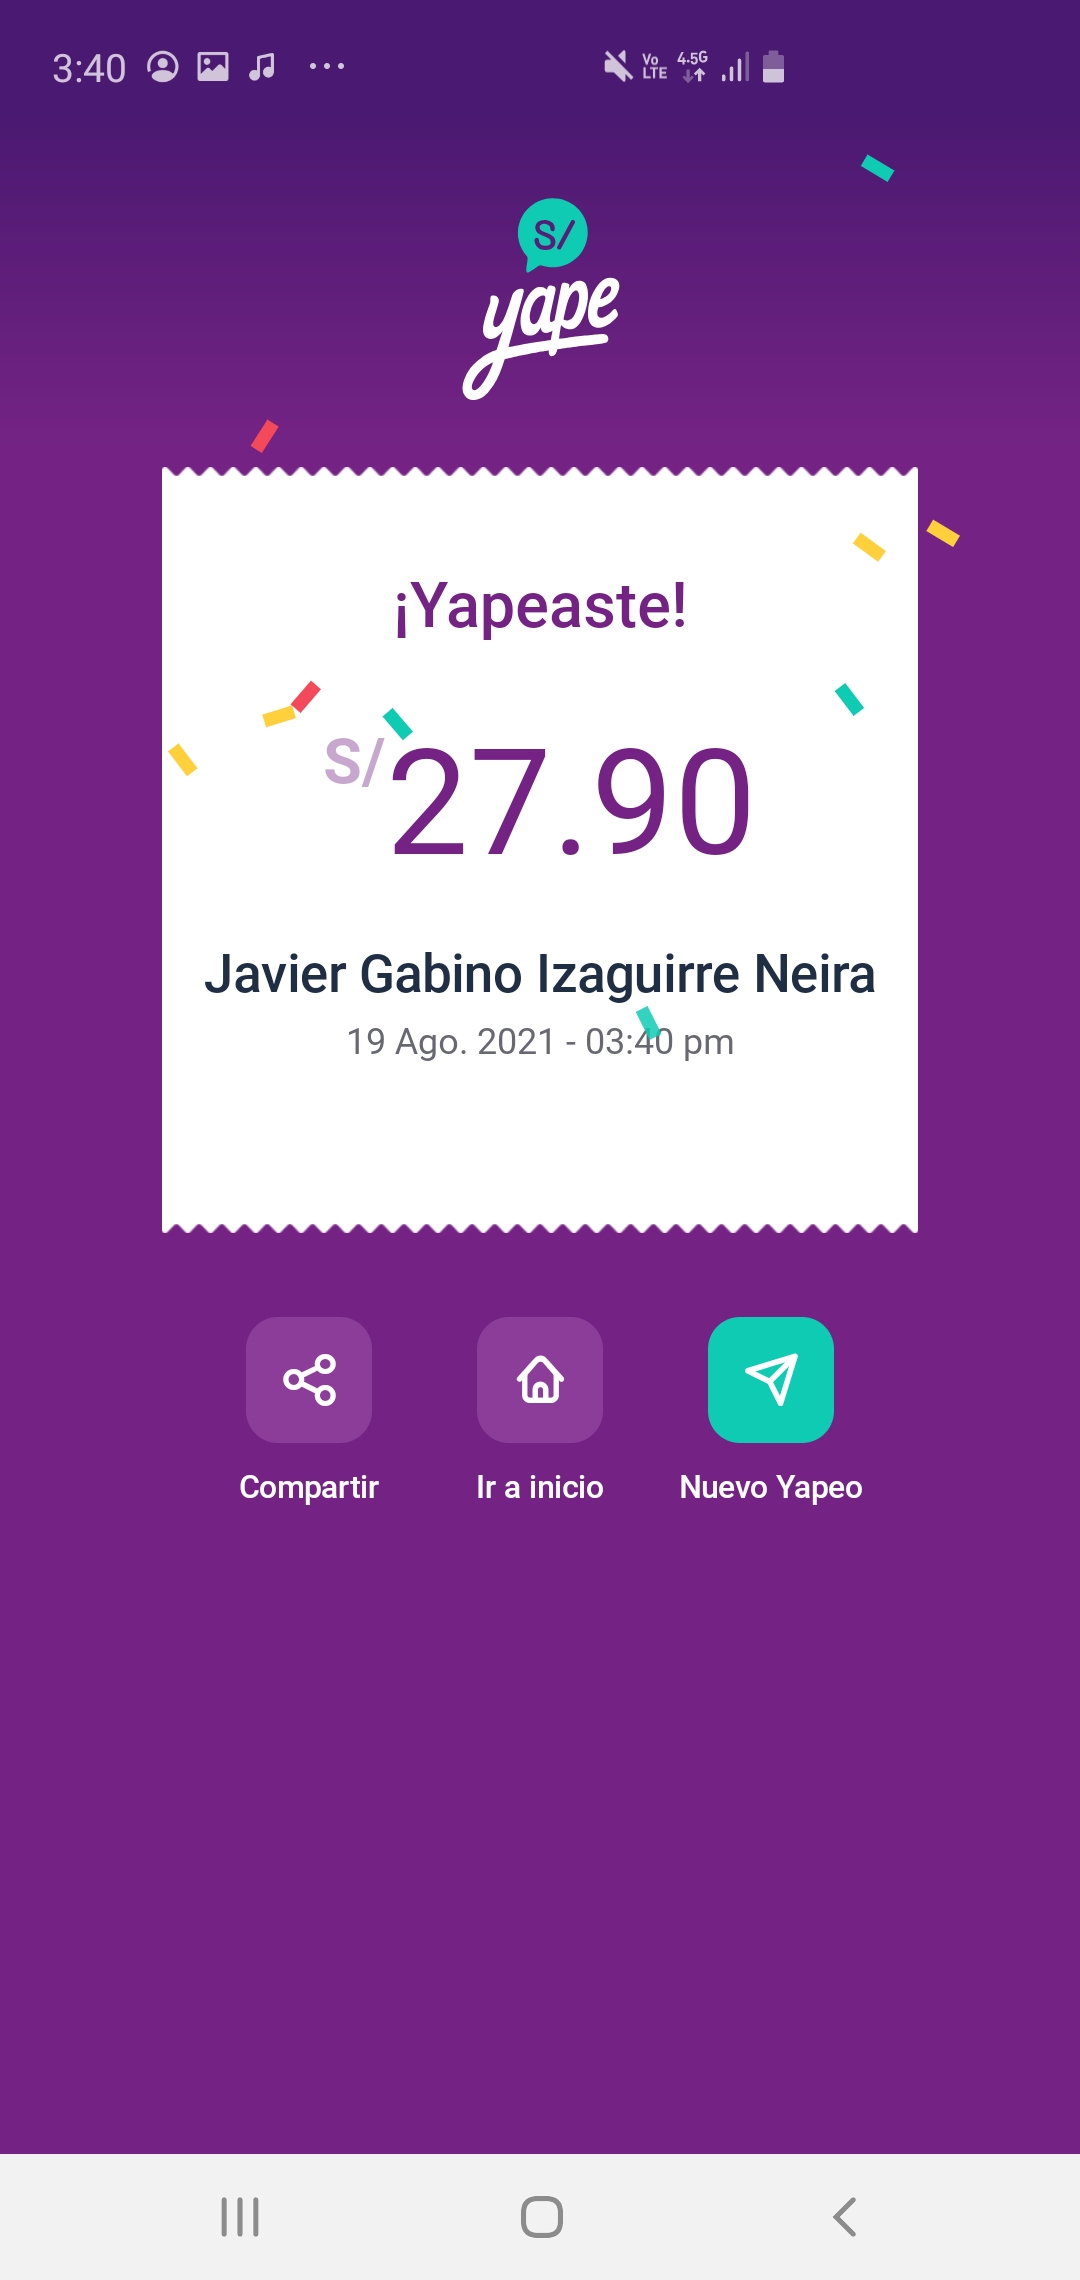 3:40
Vo LTE 4.5G
S/
yape
¡Yapeaste!
S/27.90
Javier Gabino Izaguirre Neira
19 Ago. 2021 - 03:40 pm
Compartir Ir a inicio Nuevo Yapeo